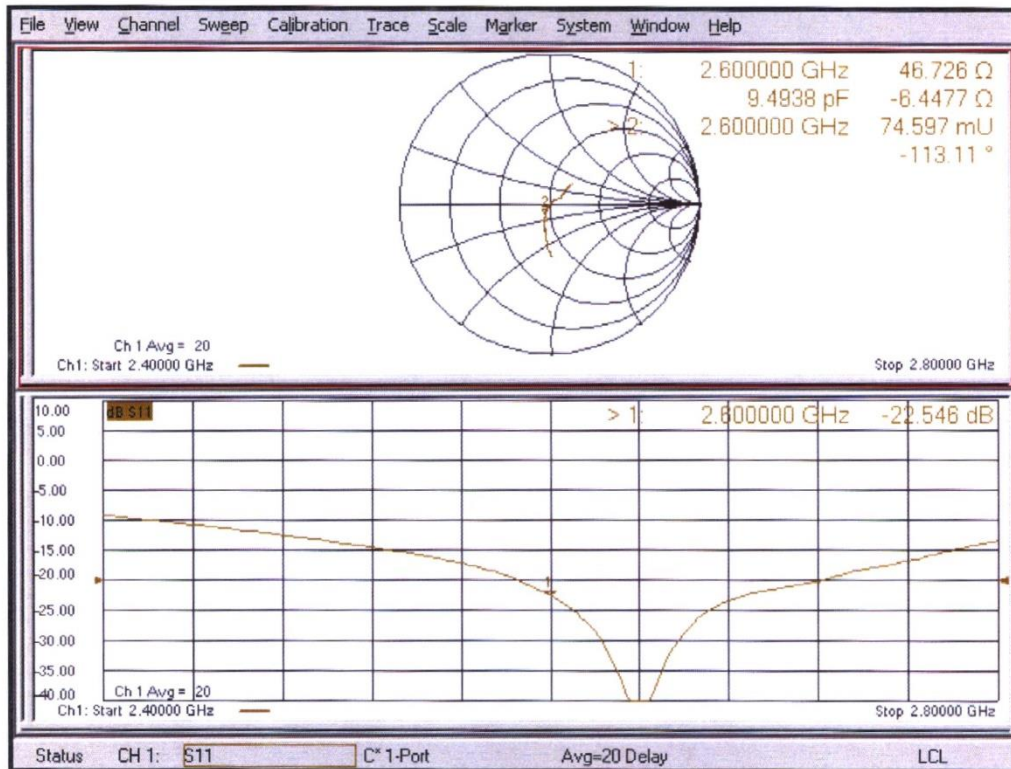 File View Channel Sweep Calibration Trace Scale Marker System Window Help
1: 2.600000 GHz 46.726 Ω
9.4938 pF -6.4477 Ω
> 2: 2.600000 GHz 74.597 mU
-113.11 °
2
Ch 1 Avg = 20
Ch1: Start 2.40000 GHz Stop 2.80000 GHz
10.00 dB S11 > 1: 2.600000 GHz -22.546 dB
5.00
0.00
-5.00
-10.00
-15.00
-20.00
1
-25.00
-30.00
-35.00
-40.00 Ch 1 Avg = 20
Ch1: Start 2.40000 GHz Stop 2.80000 GHz
Status CH 1: S11 C* 1-Port Avg=20 Delay LCL